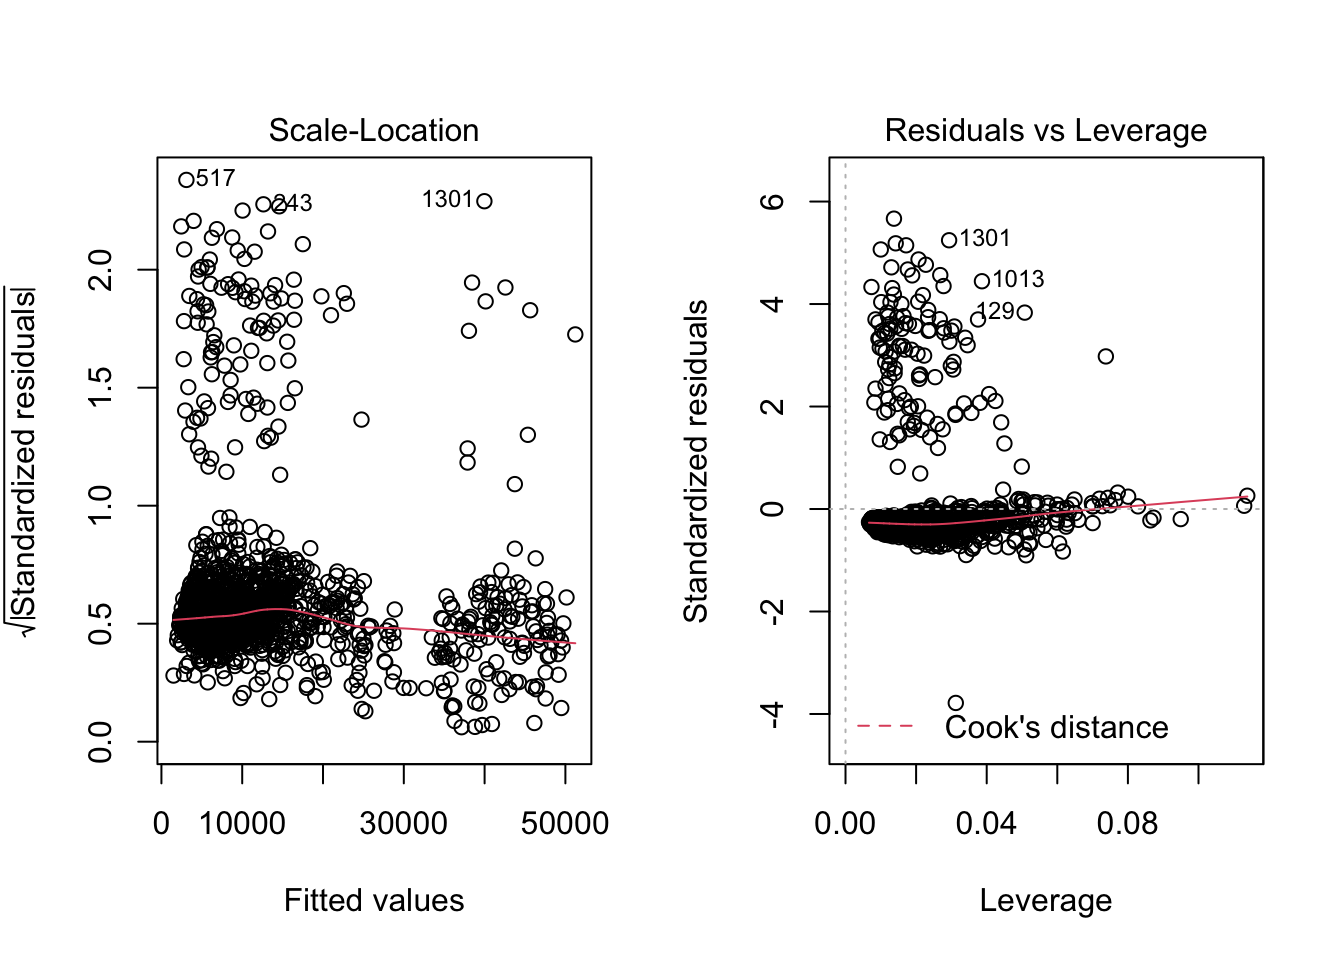 Scale-Location
√|Standardized residuals|
0.0 0.5 1.0 1.5 2.0
517
243
1301
0 10000 30000 50000
Fitted values
Residuals vs Leverage
Standardized residuals
-4 -2 0 2 4 6
1301
1013
129
Cook's distance
0.00 0.04 0.08
Leverage